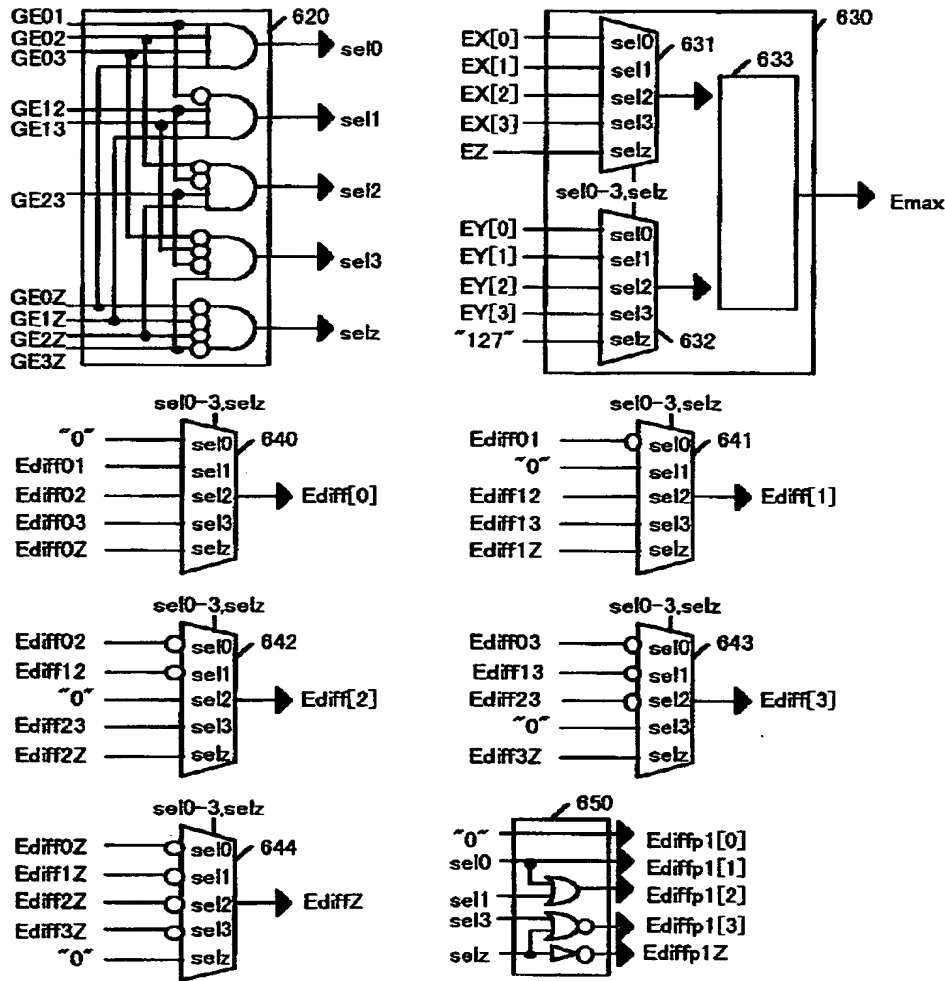 GE01
GE02
GE03
GE12
GE13
GE23
GE0Z
GE1Z
GE2Z
GE3Z
620
sel0
sel1
sel2
sel3
selz
630
EX[0]
EX[1]
EX[2]
EX[3]
EZ
sel0
sel1
sel2
sel3
selz
631
633
sel0-3,selz
EY[0]
EY[1]
EY[2]
EY[3]
"127"
sel0
sel1
sel2
sel3
selz
632
Emax
sel0-3,selz
"0"
Ediff01
Ediff02
Ediff03
Ediff0Z
sel0
sel1
sel2
sel3
selz
640
Ediff[0]
sel0-3,selz
Ediff01
"0"
Ediff12
Ediff13
Ediff1Z
sel0
sel1
sel2
sel3
selz
641
Ediff[1]
sel0-3,selz
Ediff02
Ediff12
"0"
Ediff23
Ediff2Z
sel0
sel1
sel2
sel3
selz
642
Ediff[2]
sel0-3,selz
Ediff03
Ediff13
Ediff23
"0"
Ediff3Z
sel0
sel1
sel2
sel3
selz
643
Ediff[3]
sel0-3,selz
Ediff0Z
Ediff1Z
Ediff2Z
Ediff3Z
"0"
sel0
sel1
sel2
sel3
selz
644
EdiffZ
650
"0"
sel0
sel1
sel3
selz
Ediffp1[0]
Ediffp1[1]
Ediffp1[2]
Ediffp1[3]
Ediffp1Z